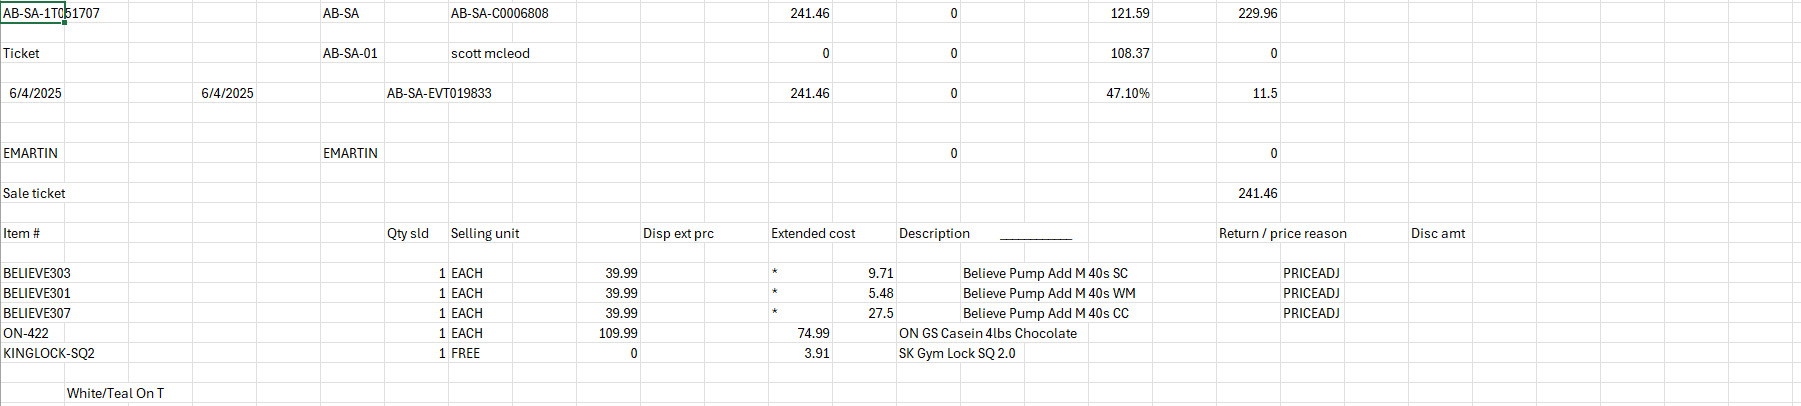 AB-SA-1T051707 AB-SA AB-SA-C0006808 241.46 0 121.59 229.96
Ticket AB-SA-01 scott mcleod 0 0 108.37 0
6/4/2025 6/4/2025 AB-SA-EVT019833 241.46 0 47.10% 11.5
EMARTIN EMARTIN 0 0
Sale ticket 241.46
Item # Qty sld Selling unit Disp ext prc Extended cost Description ____________ Return / price reason Disc amt
BELIEVE303 1 EACH 39.99 * 9.71 Believe Pump Add M 40s SC PRICEADJ
BELIEVE301 1 EACH 39.99 * 5.48 Believe Pump Add M 40s WM PRICEADJ
BELIEVE307 1 EACH 39.99 * 27.5 Believe Pump Add M 40s CC PRICEADJ
ON-422 1 EACH 109.99 74.99 ON GS Casein 4lbs Chocolate
KINGLOCK-SQ2 1 FREE 0 3.91 SK Gym Lock SQ 2.0
White/Teal On T